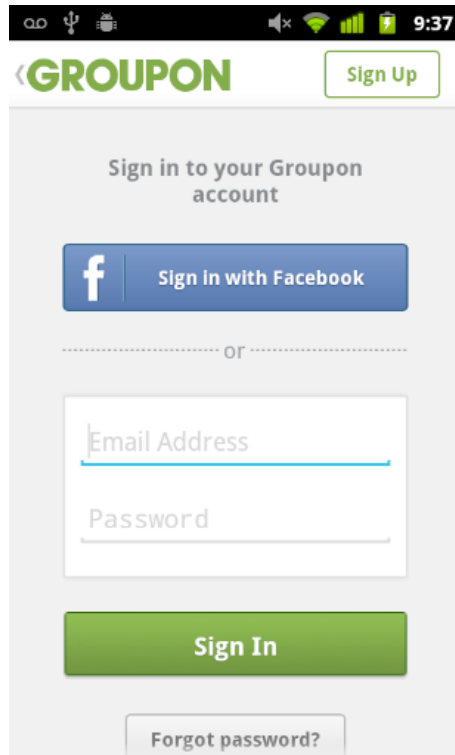 9:37
GROUPON
Sign Up
Sign in to your Groupon
account
f
Sign in with Facebook
or
Email Address
Password
Sign In
Forgot password?